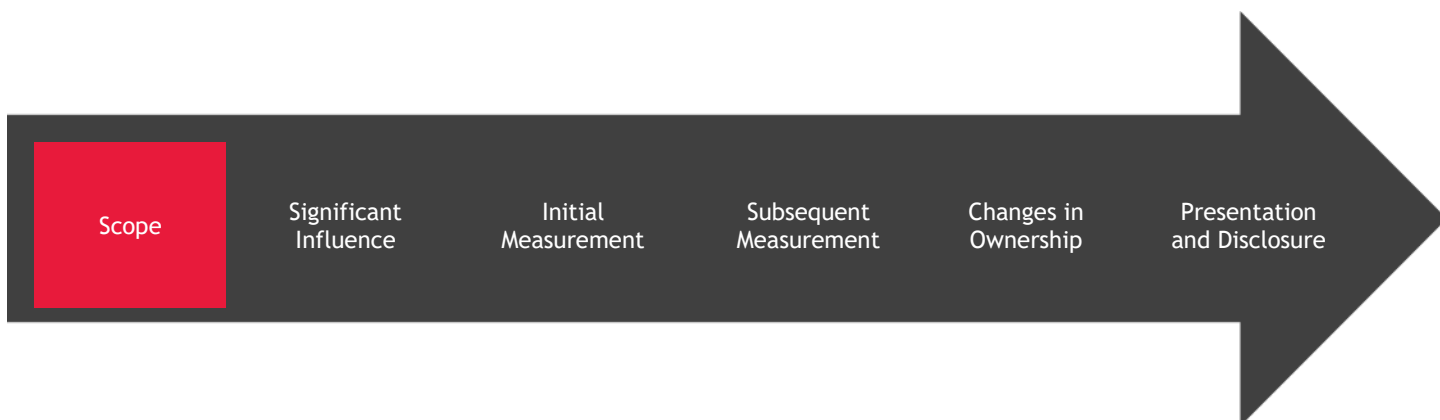 Scope
Significant
Influence
Initial
Measurement
Subsequent
Measurement
Changes in
Ownership
Presentation
and Disclosure